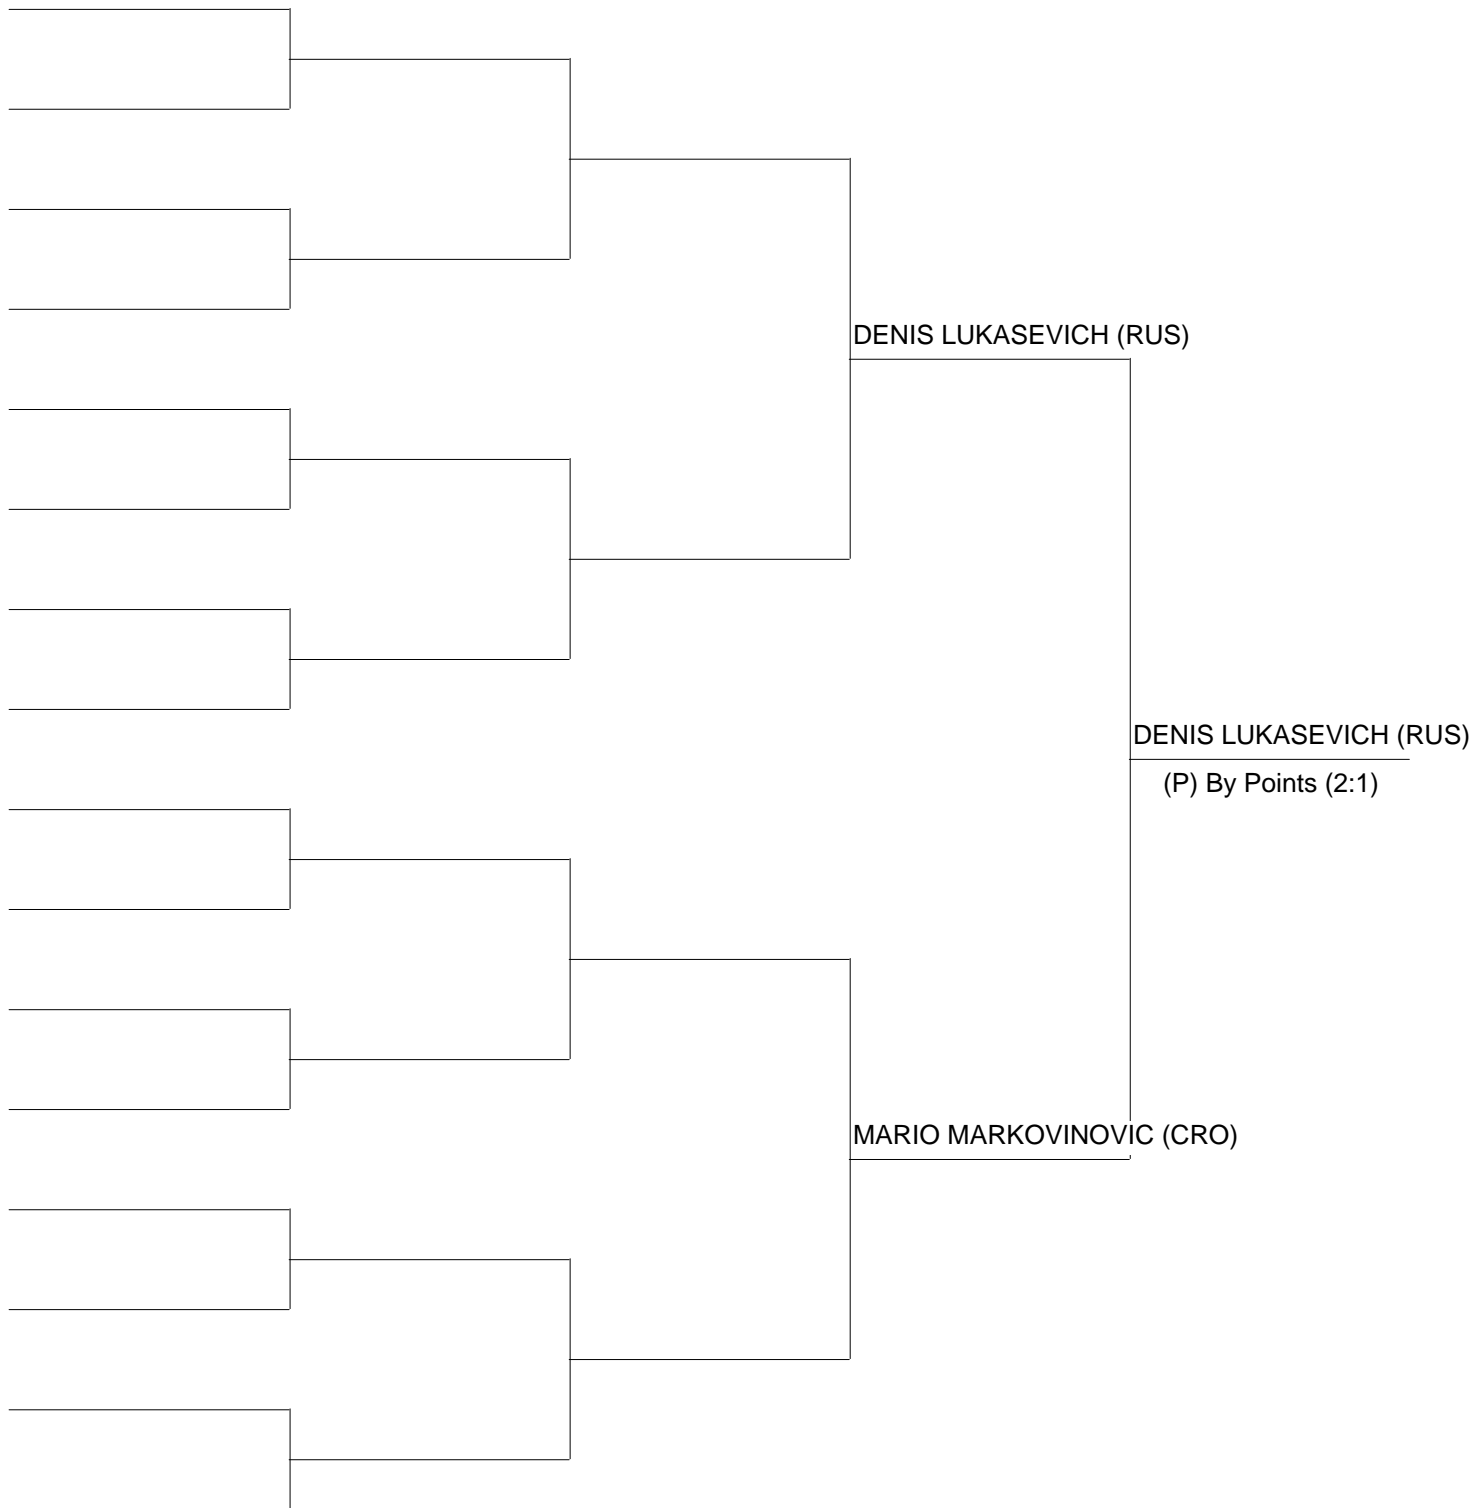 DENIS LUKASEVICH (RUS)
DENIS LUKASEVICH (RUS)
(P) By Points (2:1)
MARIO MARKOVINOVIC (CRO)